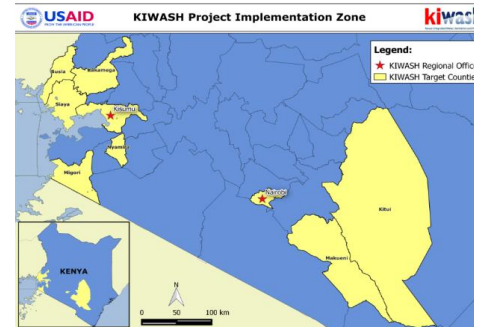 USAID
FROM THE AMERICAN PEOPLE
KIWASH Project Implementation Zone
kiwash
Legend:
KIWASH Regional Offic
KIWASH Target Countie
Busia
Kakamega
Siaya
Kisumu
Nyamira
Migori
Nairobi
Kitui
Makueni
KENYA
N
0 50 100 km